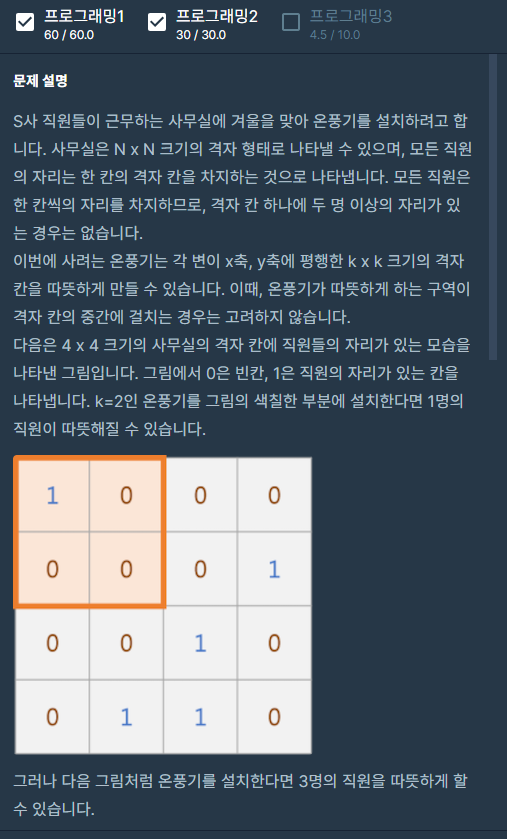 프로그래밍1 프로그래밍2 프로그래밍3
60 / 60.0 30 / 30.0 4.5 / 10.0
문제 설명
S사 직원들이 근무하는 사무실에 겨울을 맞아 온풍기를 설치하려고 합
니다. 사무실은 N x N 크기의 격자 형태로 나타낼 수 있으며, 모든 직원
의 자리는 한 칸의 격자 칸을 차지하는 것으로 나타냅니다. 모든 직원은
한 칸씩의 자리를 차지하므로, 격자 칸 하나에 두 명 이상의 자리가 있
는 경우는 없습니다.
이번에 사려는 온풍기는 각 변이 x축, y축에 평행한 k x k 크기의 격자
칸을 따뜻하게 만들 수 있습니다. 이때, 온풍기가 따뜻하게 하는 구역이
격자 칸의 중간에 걸치는 경우는 고려하지 않습니다.
다음은 4 x 4 크기의 사무실의 격자 칸에 직원들의 자리가 있는 모습을
나타낸 그림입니다. 그림에서 0은 빈칸, 1은 직원의 자리가 있는 칸을
나타냅니다. k=2인 온풍기를 그림의 색칠한 부분에 설치한다면 1명의
직원이 따뜻해질 수 있습니다.
1 0 0 0
0 0 0 1
0 0 1 0
0 1 1 0
그러나 다음 그림처럼 온풍기를 설치한다면 3명의 직원을 따뜻하게 할
수 있습니다.